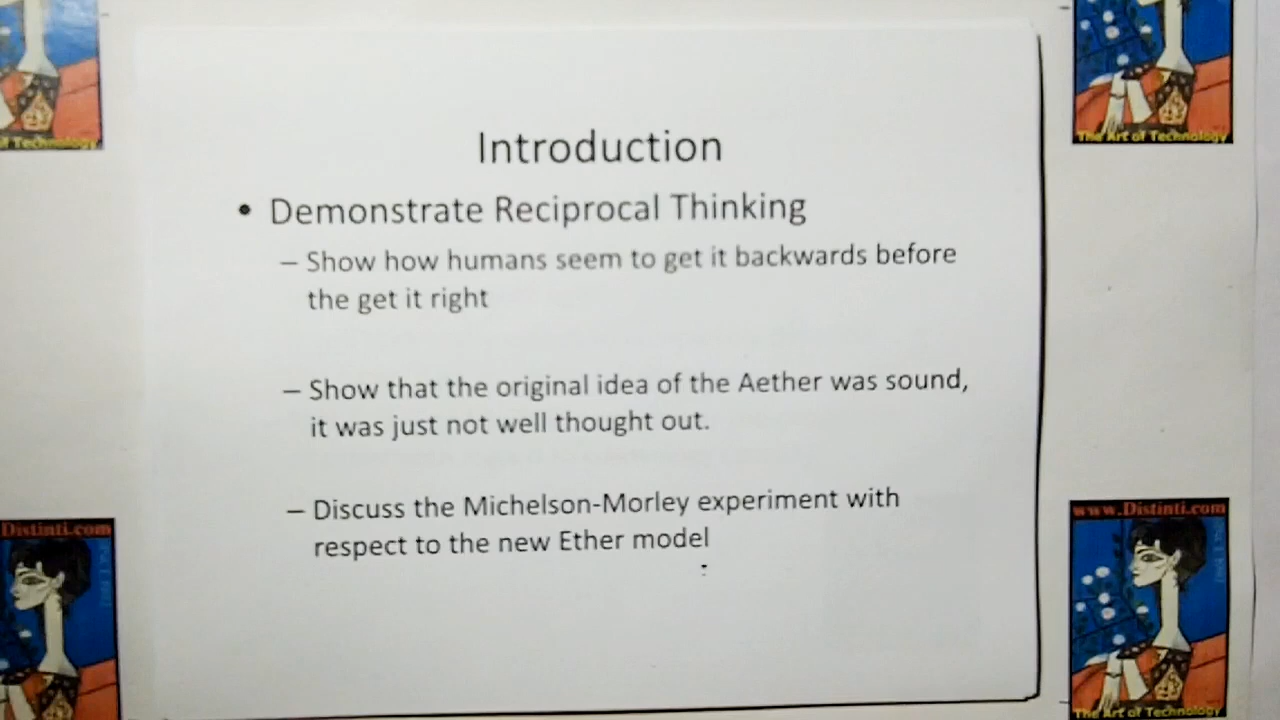 of Technology
The Art of Technology
Introduction
• Demonstrate Reciprocal Thinking
– Show how humans seem to get it backwards before
the get it right
– Show that the original idea of the Aether was sound,
it was just not well thought out.
– Discuss the Michelson-Morley experiment with
respect to the new Ether model
Distinti.com
www.Distinti.com
The Art of Technology